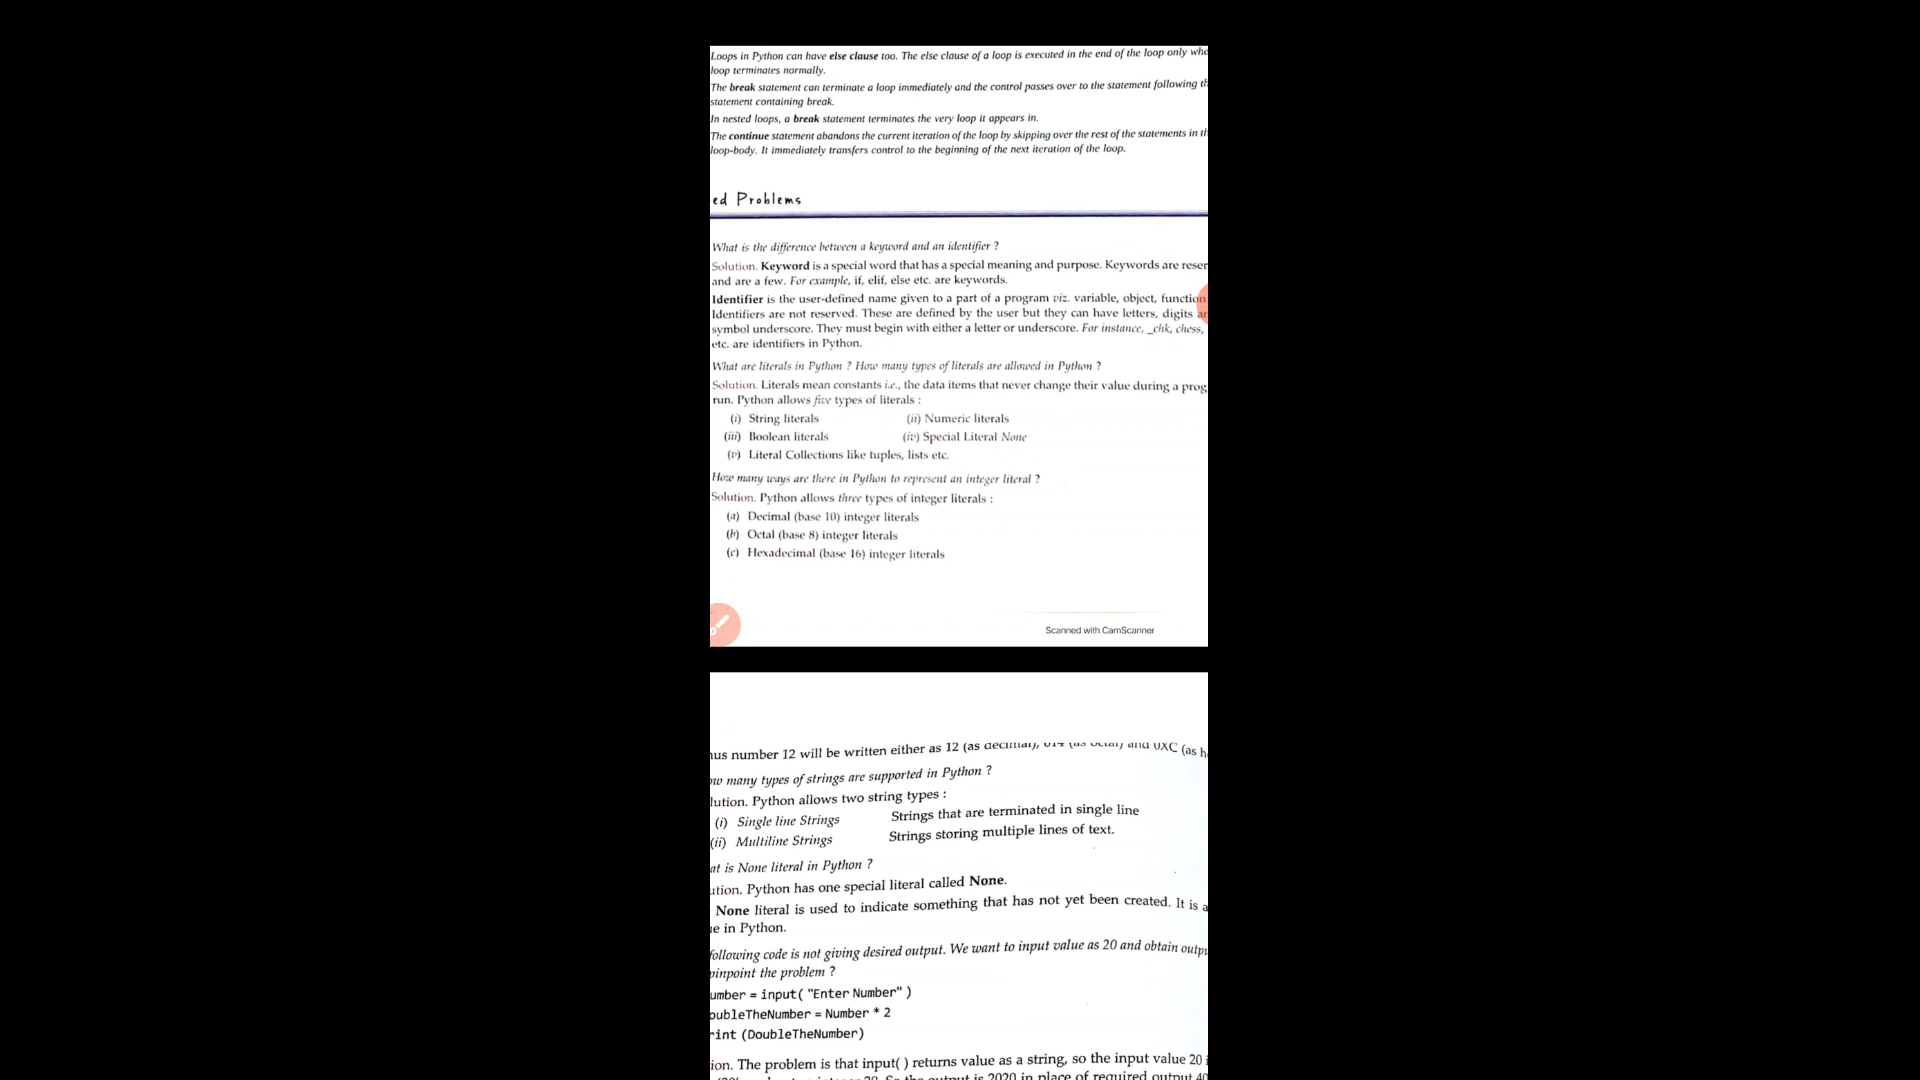 Loops in Python can have else clause too. The else clause of a loop is executed in the end of the loop only whe
loop terminates normally.
The break statement can terminate a loop immediately and the control passes over to the statement following th
statement containing break.
In nested loops, a break statement terminates the very loop it appears in.
The continue statement abandons the current iteration of the loop by skipping over the rest of the statements in th
loop-body. It immediately transfers control to the beginning of the next iteration of the loop.
ed Problems
What is the difference between a keyword and an identifier ?
Solution. Keyword is a special word that has a special meaning and purpose. Keywords are reser
and are a few. For example, if, elif, else etc. are keywords.
Identifier is the user-defined name given to a part of a program viz. variable, object, function
Identifiers are not reserved. These are defined by the user but they can have letters, digits an
symbol underscore. They must begin with either a letter or underscore. For instance, _chk, chess,
etc. are identifiers in Python.
What are literals in Python ? How many types of literals are allowed in Python ?
Solution. Literals mean constants i.e., the data items that never change their value during a prog
run. Python allows five types of literals :
(i) String literals (ii) Numeric literals
(iii) Boolean literals (iv) Special Literal None
(v) Literal Collections like tuples, lists etc.
How many ways are there in Python to represent an integer literal ?
Solution. Python allows three types of integer literals :
(a) Decimal (base 10) integer literals
(b) Octal (base 8) integer literals
(c) Hexadecimal (base 16) integer literals
Scanned with CamScanner
us number 12 will be written either as 12 (as decimal), 014 (as octal) and 0XC (as h
ow many types of strings are supported in Python ?
lution. Python allows two string types :
(i) Single line Strings Strings that are terminated in single line
(ii) Multiline Strings Strings storing multiple lines of text.
at is None literal in Python ?
ution. Python has one special literal called None.
None literal is used to indicate something that has not yet been created. It is a
e in Python.
following code is not giving desired output. We want to input value as 20 and obtain outpu
pinpoint the problem ?
umber = input( "Enter Number" )
oubleTheNumber = Number * 2
rint (DoubleTheNumber)
ion. The problem is that input( ) returns value as a string, so the input value 20 i
So the output is 2020 in place of required output 40